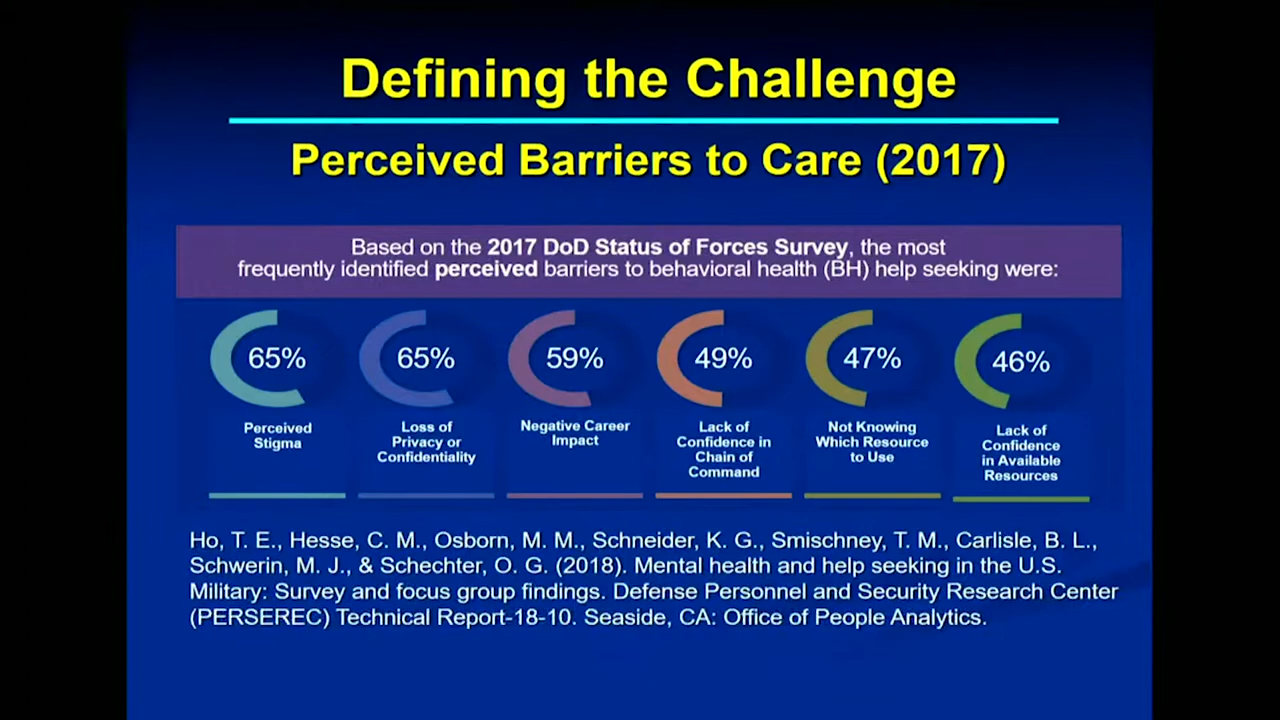 Defining the Challenge
Perceived Barriers to Care (2017)
Based on the 2017 DoD Status of Forces Survey, the most
frequently identified perceived barriers to behavioral health (BH) help seeking were:
65%
Perceived
Stigma
65%
Loss of
Privacy or
Confidentiality
59%
Negative Career
Impact
49%
Lack of
Confidence in
Chain of
Command
47%
Not Knowing
Which Resource
to Use
46%
Lack of
Confidence
in Available
Resources
Ho, T. E., Hesse, C. M., Osborn, M. M., Schneider, K. G., Smischney, T. M., Carlisle, B. L.,
Schwerin, M. J., & Schechter, O. G. (2018). Mental health and help seeking in the U.S.
Military: Survey and focus group findings. Defense Personnel and Security Research Center
(PERSEREC) Technical Report-18-10. Seaside, CA: Office of People Analytics.